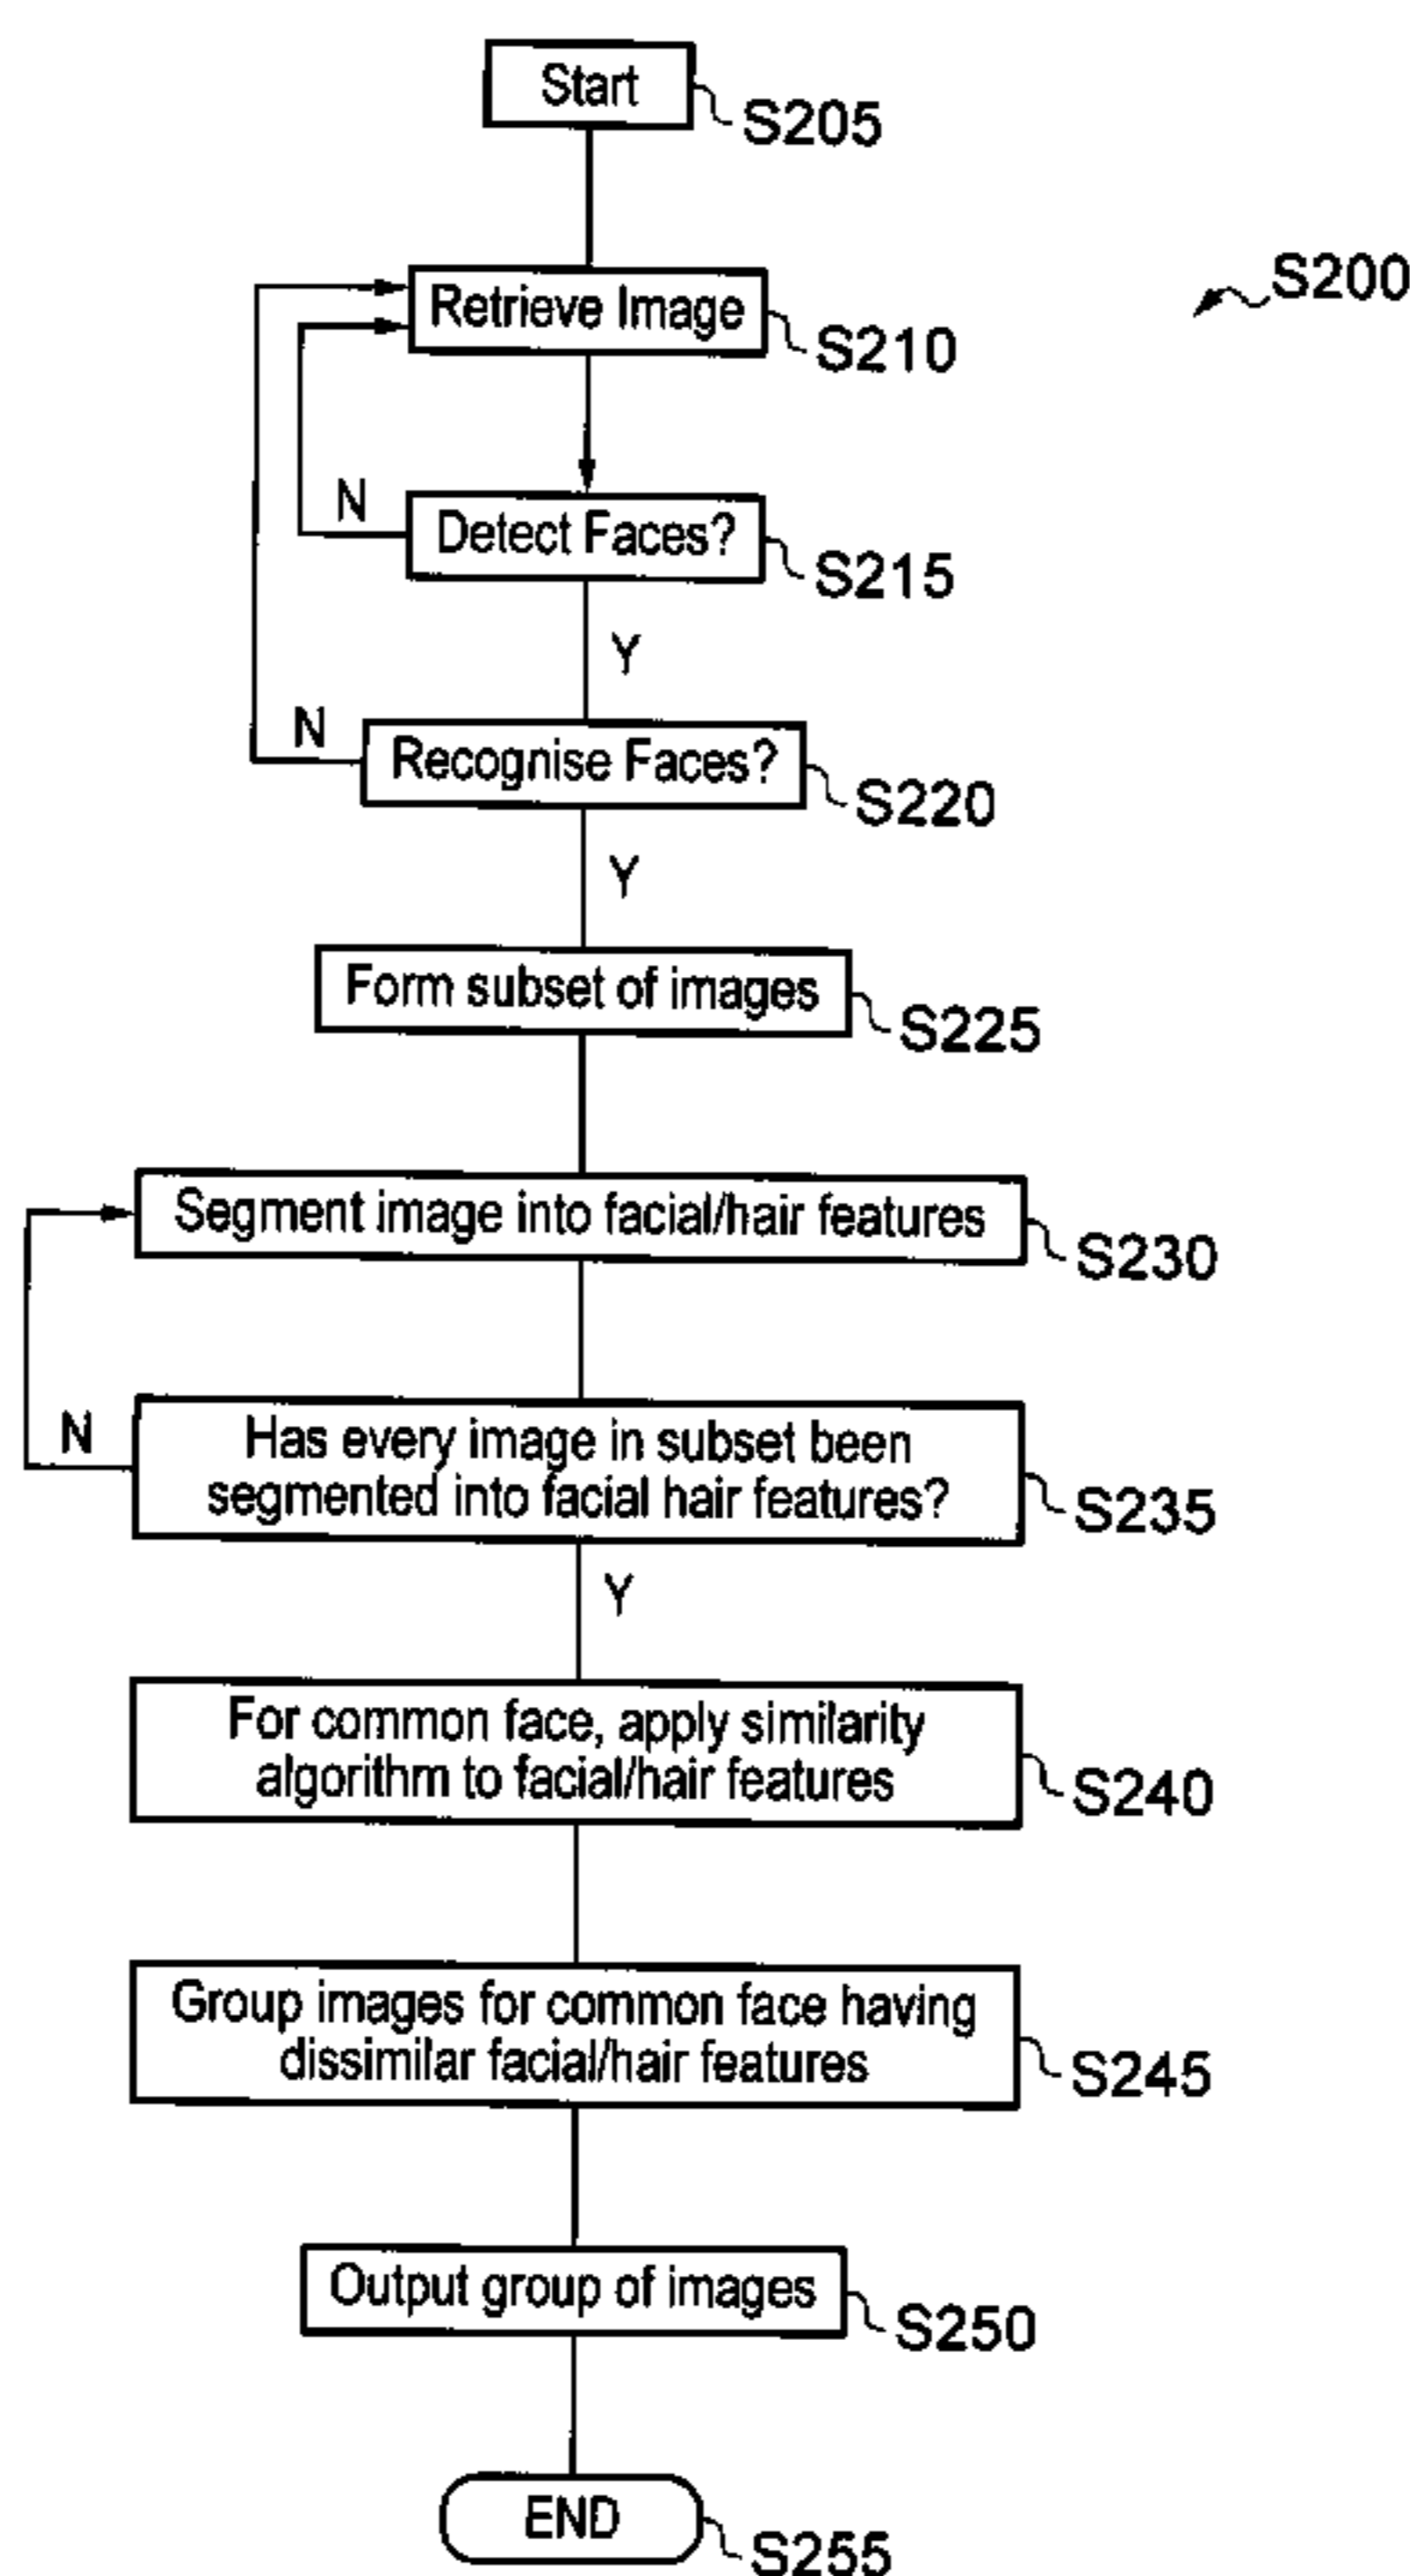 Start
S205
S200
Retrieve Image
S210
N
Detect Faces?
S215
Y
N
Recognise Faces?
S220
Y
Form subset of images
S225
Segment image into facial/hair features
S230
N
Has every image in subset been
segmented into facial hair features?
S235
Y
For common face, apply similarity
algorithm to facial/hair features
S240
Group images for common face having
dissimilar facial/hair features
S245
Output group of images
S250
END
S255